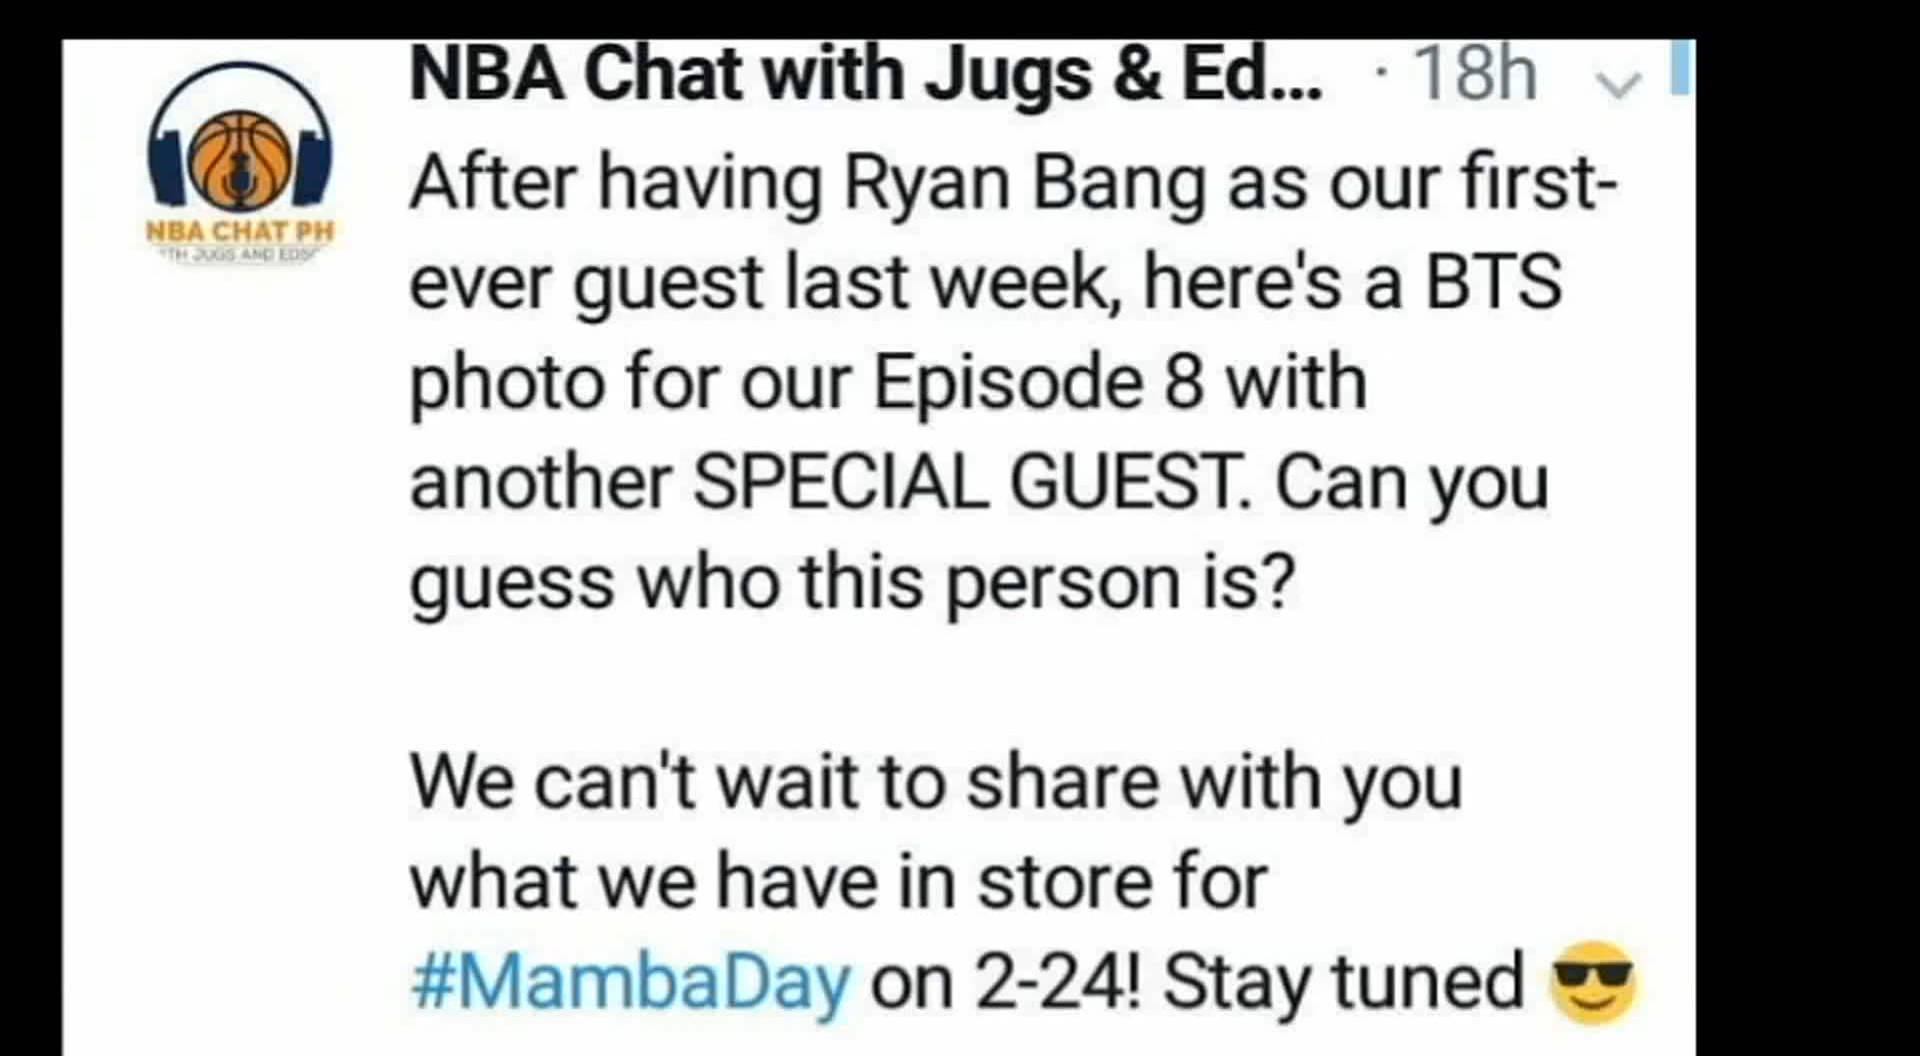 NBA Chat with Jugs & Ed... · 18h
NBA CHAT PH
JUGS AND
After having Ryan Bang as our first-
ever guest last week, here's a BTS
photo for our Episode 8 with
another SPECIAL GUEST. Can you
guess who this person is?
We can't wait to share with you
what we have in store for
#MambaDay on 2-24! Stay tuned 😎